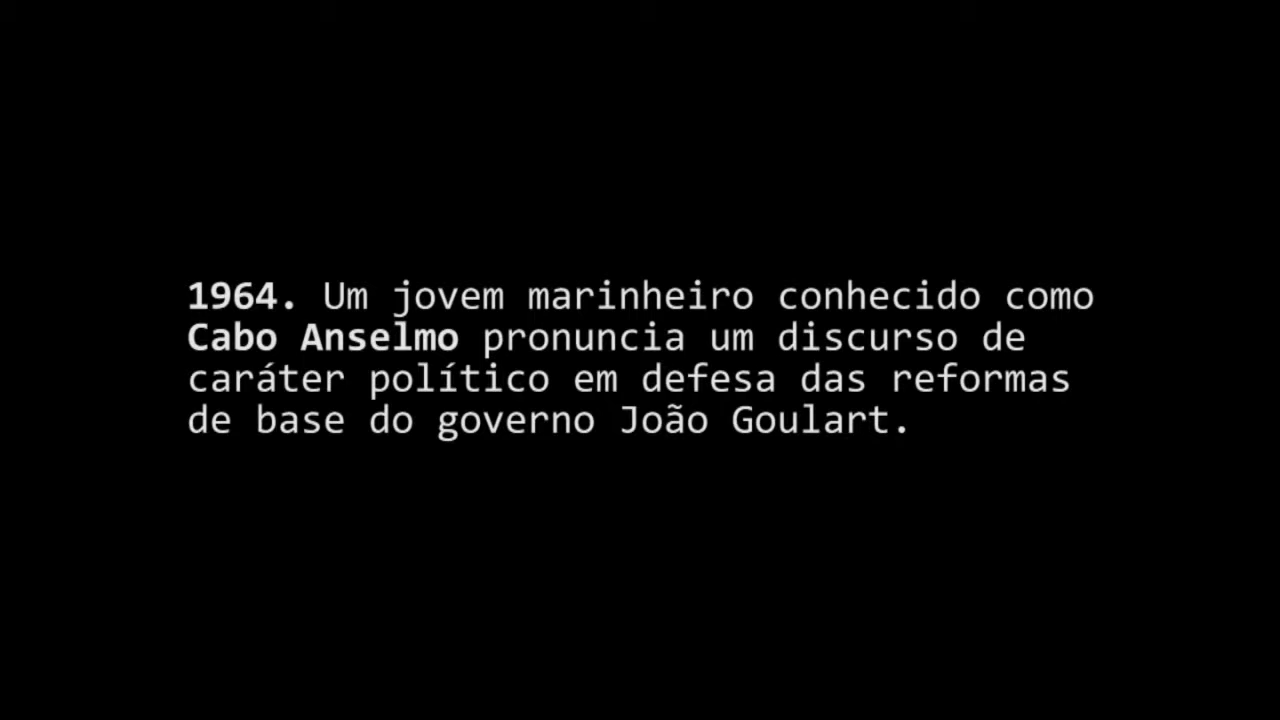 1964. Um jovem marinheiro conhecido como
Cabo Anselmo pronuncia um discurso de
caráter político em defesa das reformas
de base do governo João Goulart.